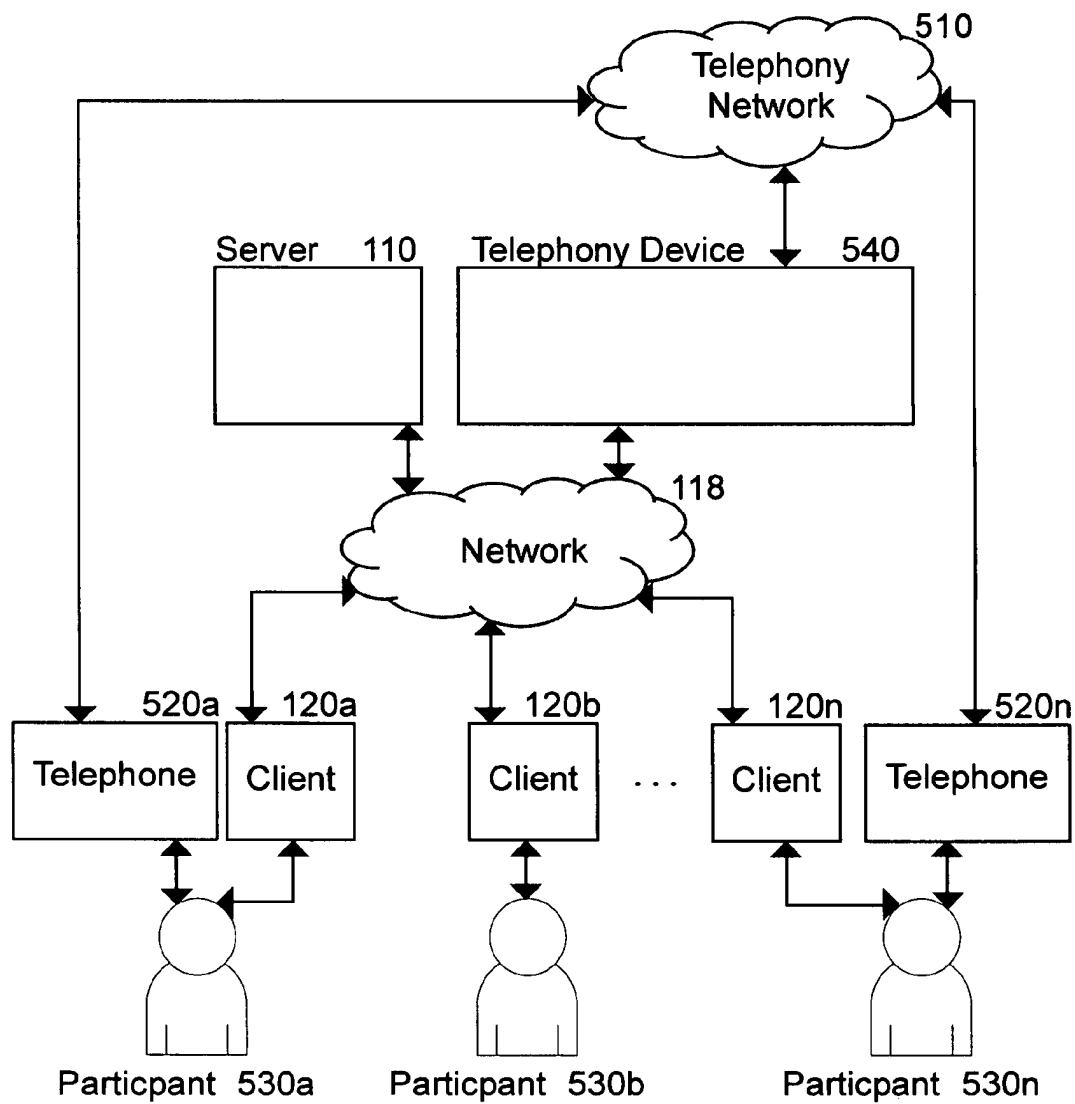 510
Telephony
Network
Server 110
Telephony Device 540
118
Network
520a 120a 120b 120n 520n
Telephone Client Client ... Client Telephone
Particpant 530a Particpant 530b Particpant 530n